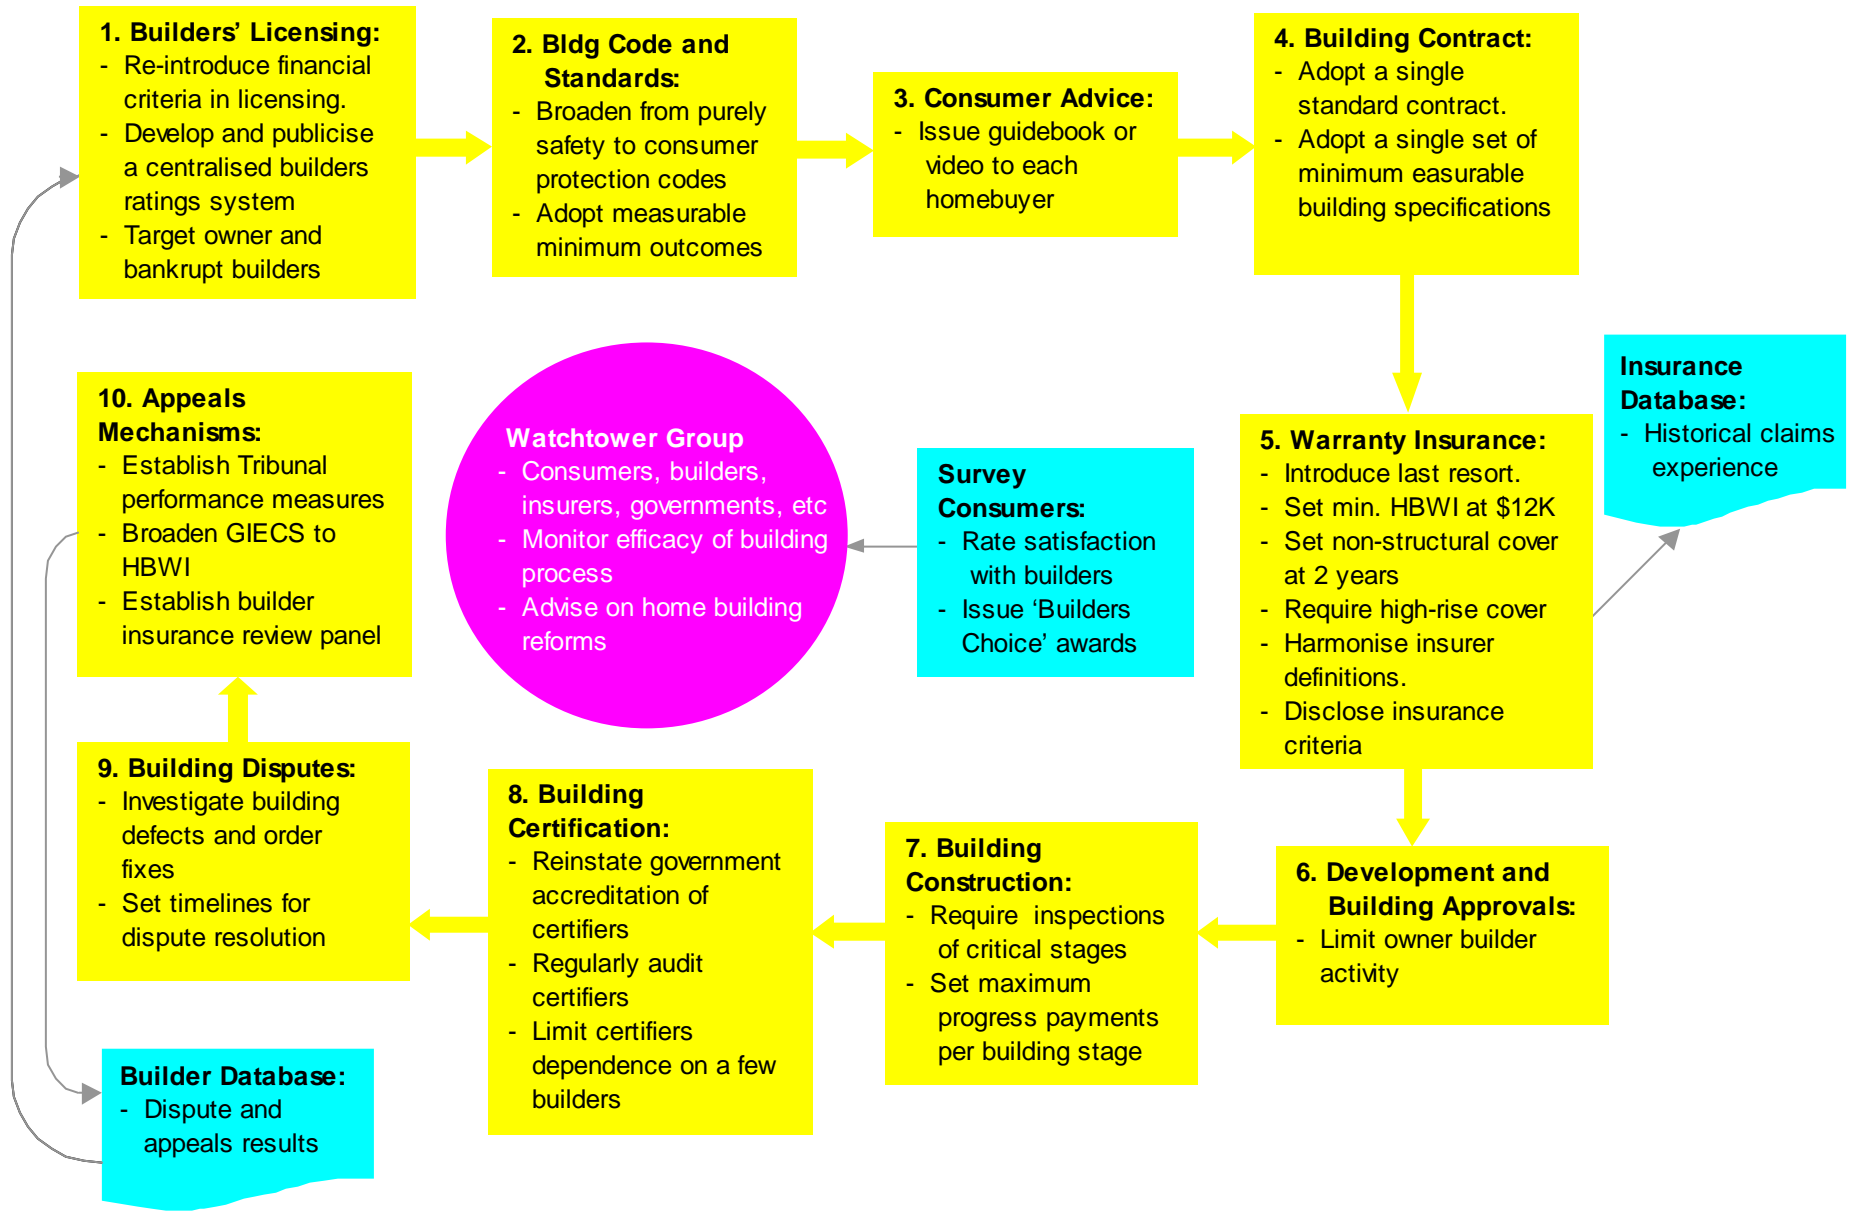 1. Builders' Licensing:
- Re-introduce financial
criteria in licensing.
- Develop and publicise
a centralised builders
ratings system
- Target owner and
bankrupt builders
2. Bldg Code and
Standards:
- Broaden from purely
safety to consumer
protection codes
- Adopt measurable
minimum outcomes
3. Consumer Advice:
- Issue guidebook or
video to each
homebuyer
4. Building Contract:
- Adopt a single
standard contract.
- Adopt a single set of
minimum easurable
building specifications
Insurance
Database:
- Historical claims
experience
5. Warranty Insurance:
- Introduce last resort.
- Set min. HBWI at $12K
- Set non-structural cover
at 2 years
- Require high-rise cover
- Harmonise insurer
definitions.
- Disclose insurance
criteria
Survey
Consumers:
- Rate satisfaction
with builders
- Issue ‘Builders
Choice’ awards
Watchtower Group
- Consumers, builders,
insurers, governments, etc
- Monitor efficacy of building
process
- Advise on home building
reforms
10. Appeals
Mechanisms:
- Establish Tribunal
performance measures
- Broaden GIECS to
HBWI
- Establish builder
insurance review panel
9. Building Disputes:
- Investigate building
defects and order
fixes
- Set timelines for
dispute resolution
8. Building
Certification:
- Reinstate government
accreditation of
certifiers
- Regularly audit
certifiers
- Limit certifiers
dependence on a few
builders
7. Building
Construction:
- Require inspections
of critical stages
- Set maximum
progress payments
per building stage
6. Development and
Building Approvals:
- Limit owner builder
activity
Builder Database:
- Dispute and
appeals results